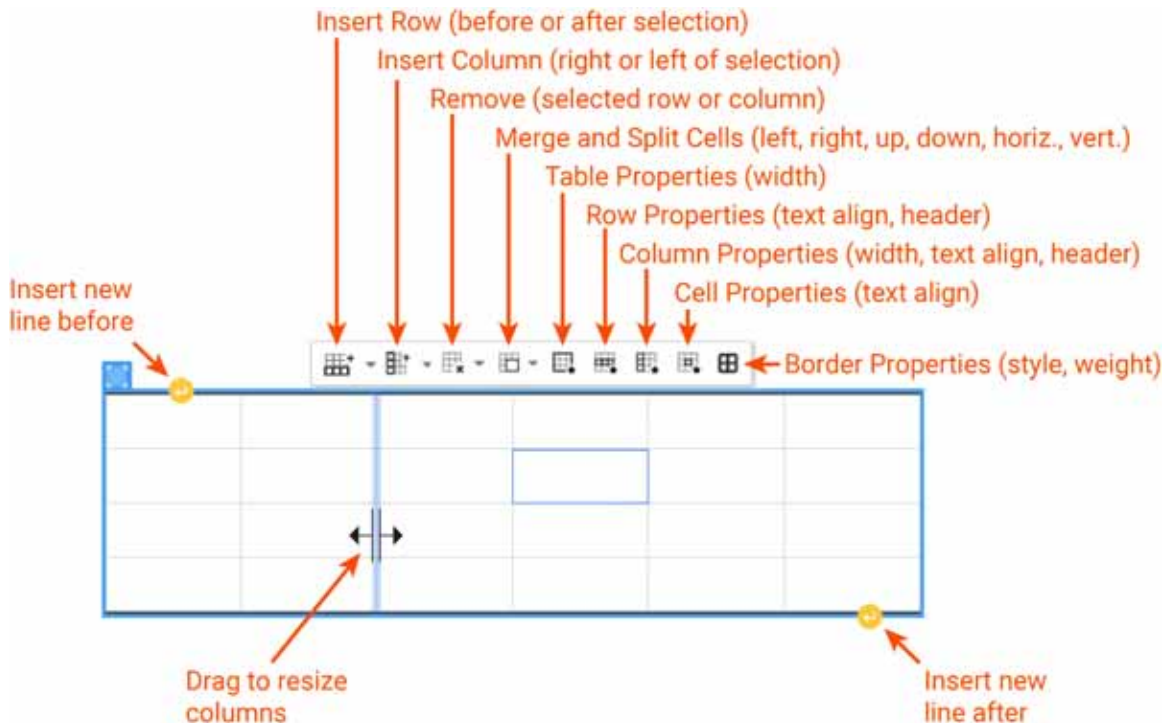 Insert Row (before or after selection)
Insert Column (right or left of selection)
Remove (selected row or column)
Merge and Split Cells (left, right, up, down, horiz., vert.)
Table Properties (width)
Row Properties (text align, header)
Column Properties (width, text align, header)
Cell Properties (text align)
Insert new
line before
Border Properties (style, weight)
Drag to resize
columns
Insert new
line after